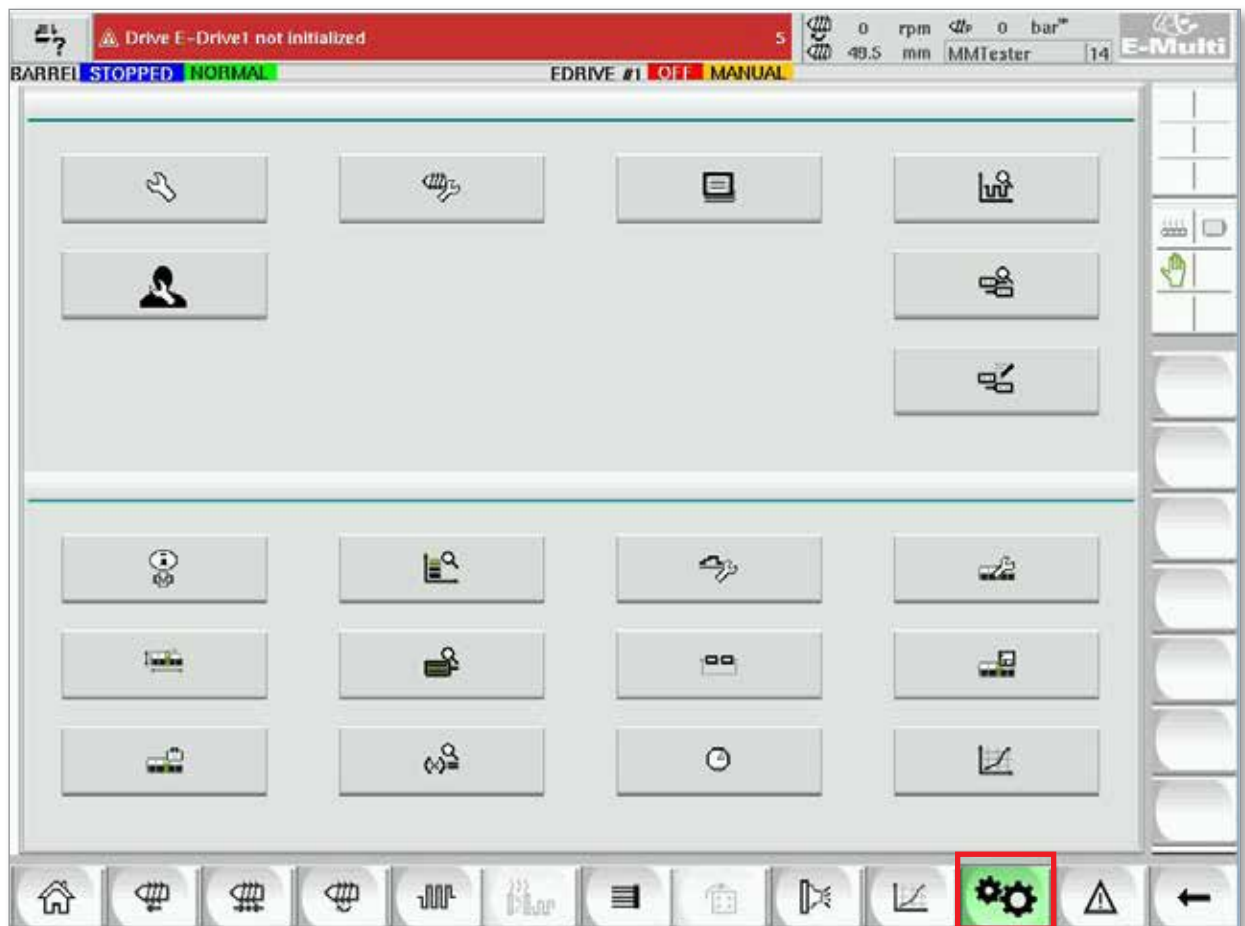 Drive E-Drive1 not initialized 5
0 rpm 0 bar
49.5 mm MMTester 14
E-Multi
BARREL STOPPED NORMAL EDRIVE #1 OFF MANUAL